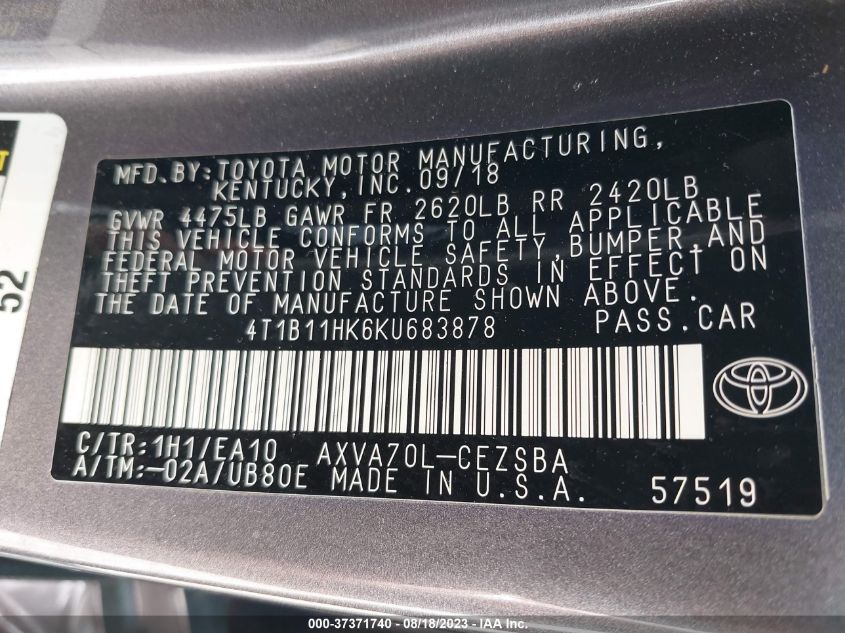 MFD.BY:TOYOTA MOTOR MANUFACTURING,
KENTUCKY,INC.09/18
GVWR 4475LB GAWR FR 2620LB RR 2420LB
THIS VEHICLE CONFORMS TO ALL APPLICABLE
FEDERAL MOTOR VEHICLE SAFETY,BUMPER,AND
THEFT PREVENTION STANDARDS IN EFFECT ON
THE DATE OF MANUFACTURE SHOWN ABOVE.
4T1B11HK6KU683878 PASS.CAR
C/TR:1H1/EA10 AXVA70L-CEZSBA
A/TM:-02A/UB80E MADE IN U.S.A. 57519
52
000-37371740 - 08/18/2023 - IAA Inc.